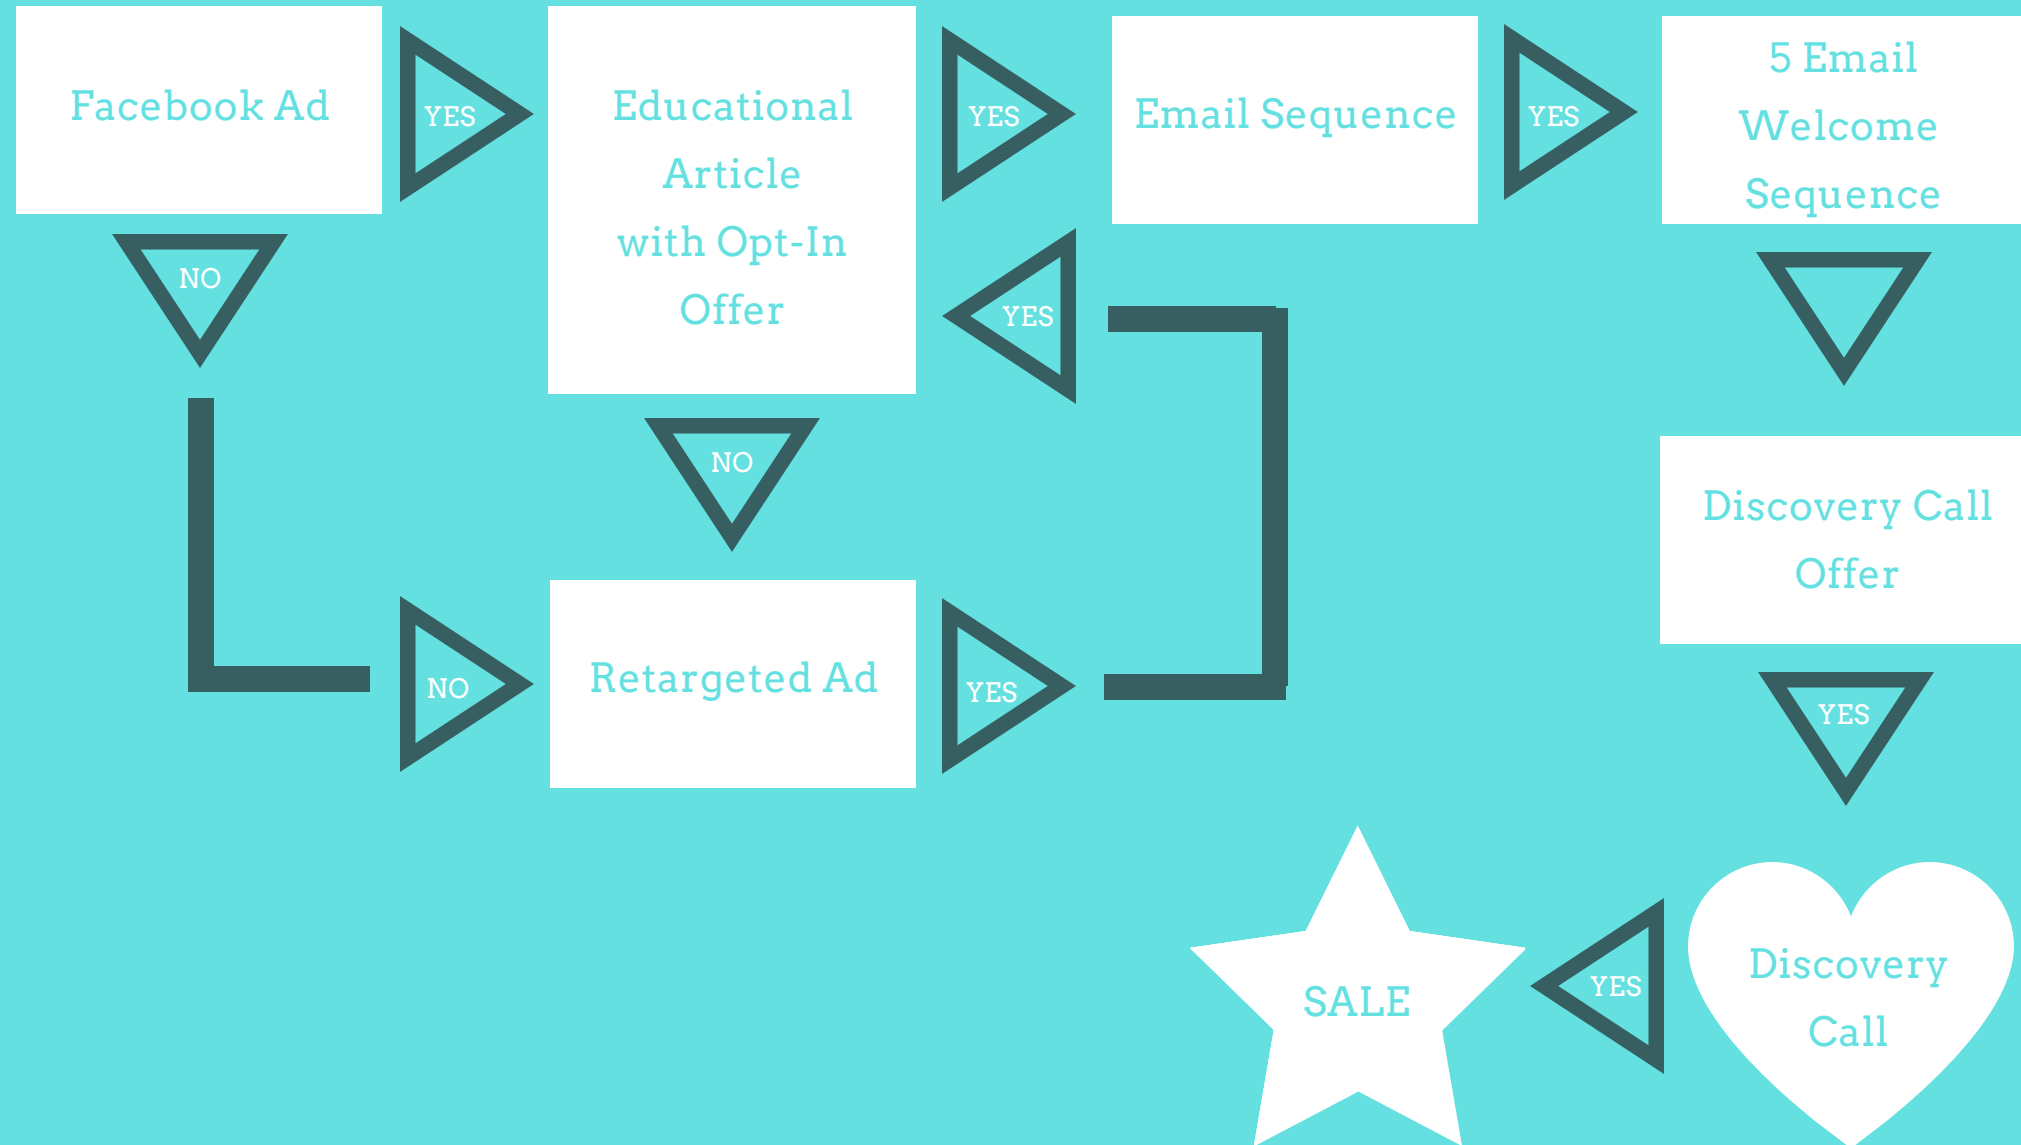 Facebook Ad
YES
Educational
Article
with Opt-In
Offer
YES
Email Sequence
YES
5 Email
Welcome
Sequence
NO
YES
NO
Discovery Call
Offer
NO
Retargeted Ad
YES
YES
SALE
YES
Discovery
Call